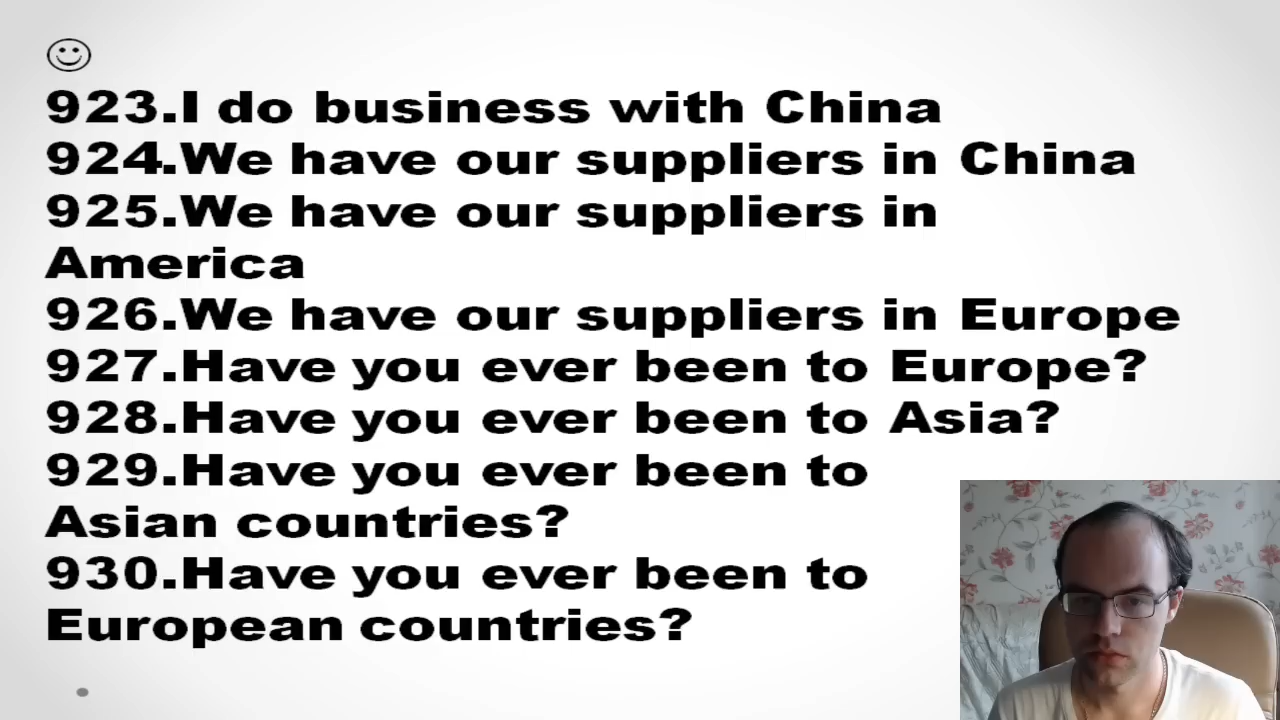 923.I do business with China
924.We have our suppliers in China
925.We have our suppliers in
America
926.We have our suppliers in Europe
927.Have you ever been to Europe?
928.Have you ever been to Asia?
929.Have you ever been to
Asian countries?
930.Have you ever been to
European countries?